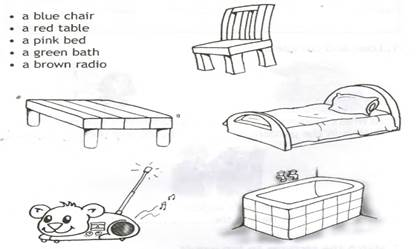 • a blue chair
• a red table
• a pink bed
• a green bath
• a brown radio